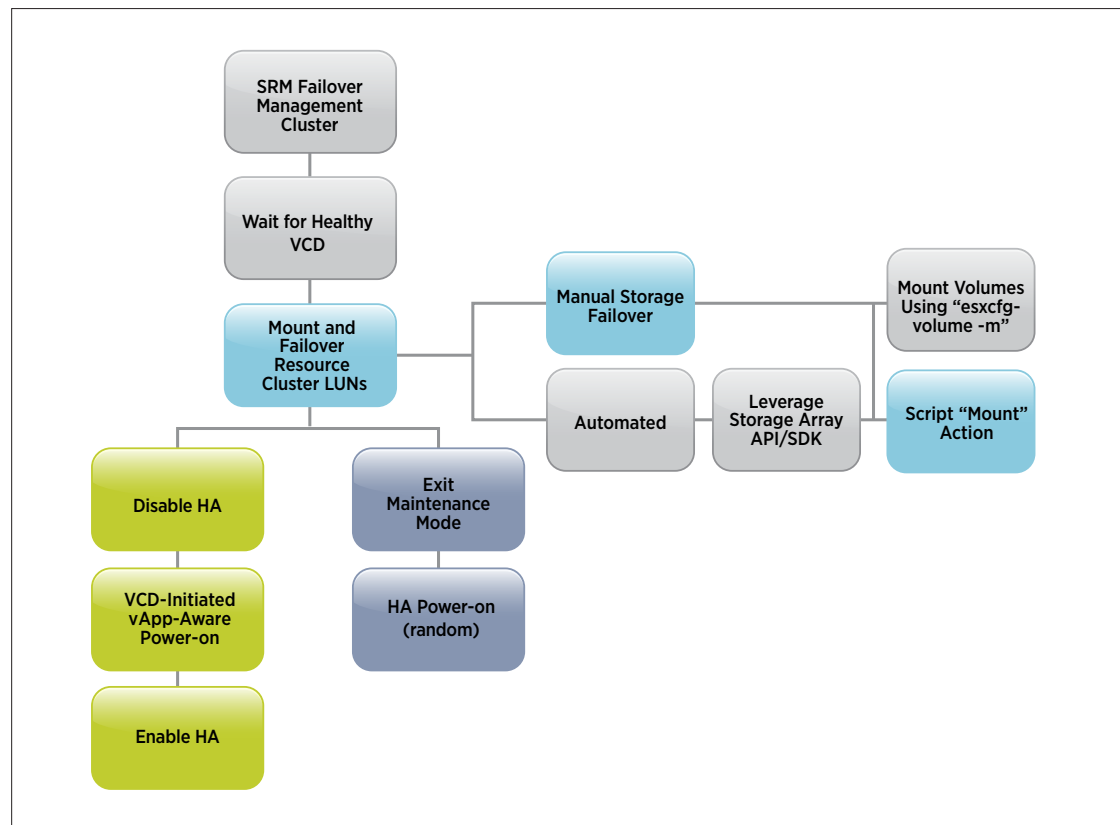 SRM Failover
Management
Cluster
Wait for Healthy
VCD
Mount and
Failover
Resource
Cluster LUNs
Manual Storage
Failover
Mount Volumes
Using “esxcfg-
volume -m”
Automated
Leverage
Storage Array
API/SDK
Script “Mount”
Action
Disable HA
Exit
Maintenance
Mode
VCD-Initiated
vApp-Aware
Power-on
HA Power-on
(random)
Enable HA